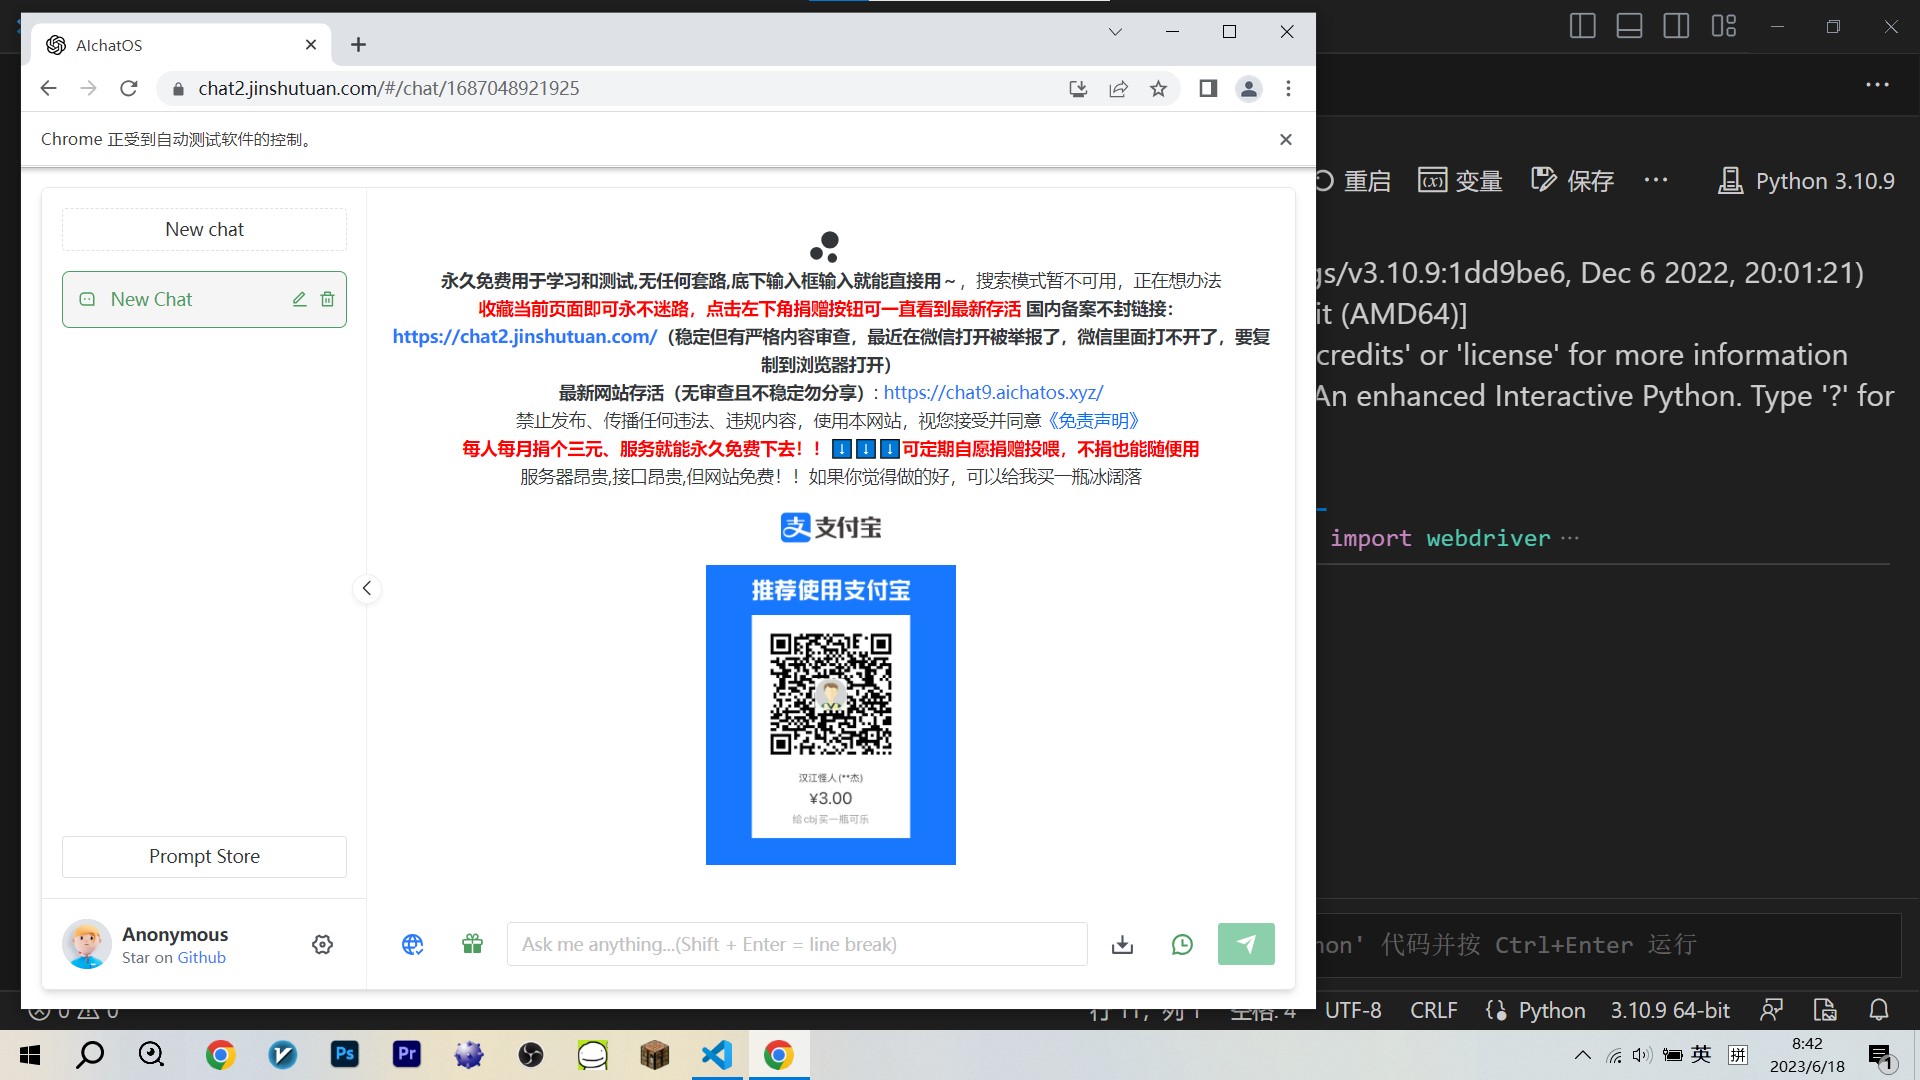 AIchatOS
chat2.jinshutuan.com/#/chat/1687048921925
Chrome 正受到自动测试软件的控制。
New chat
New Chat
永久免费用于学习和测试,无任何套路,底下输入框输入就能直接用～，搜索模式暂不可用，正在想办法
收藏当前页面即可永不迷路，点击左下角捐赠按钮可一直看到最新存活 国内备案不封链接：
https://chat2.jinshutuan.com/（稳定但有严格内容审查，最近在微信打开被举报了，微信里面打不开了，要复
制到浏览器打开）
最新网站存活（无审查且不稳定勿分享）: https://chat9.aichatos.xyz/
禁止发布、传播任何违法、违规内容，使用本网站，视您接受并同意《免责声明》
每人每月捐个三元、服务就能永久免费下去！！⬇️⬇️⬇️可定期自愿捐赠投喂，不捐也能随便用
服务器昂贵,接口昂贵,但网站免费！！如果你觉得做的好，可以给我买一瓶冰阔落
支 支付宝
推荐使用支付宝
汉江怪人(**杰)
¥3.00
给cbj买一瓶可乐
Prompt Store
Anonymous
Star on Github
Ask me anything...(Shift + Enter = line break)
重启 变量 保存 ··· Python 3.10.9
gs/v3.10.9:1dd9be6, Dec 6 2022, 20:01:21)
it (AMD64)]
credits' or 'license' for more information
An enhanced Interactive Python. Type '?' for
import webdriver ···
hon' 代码并按 Ctrl+Enter 运行
0 0
行 11，列 1 空格: 4 UTF-8 CRLF Python 3.10.9 64-bit
Ps Pr
英 拼
8:42
2023/6/18
1